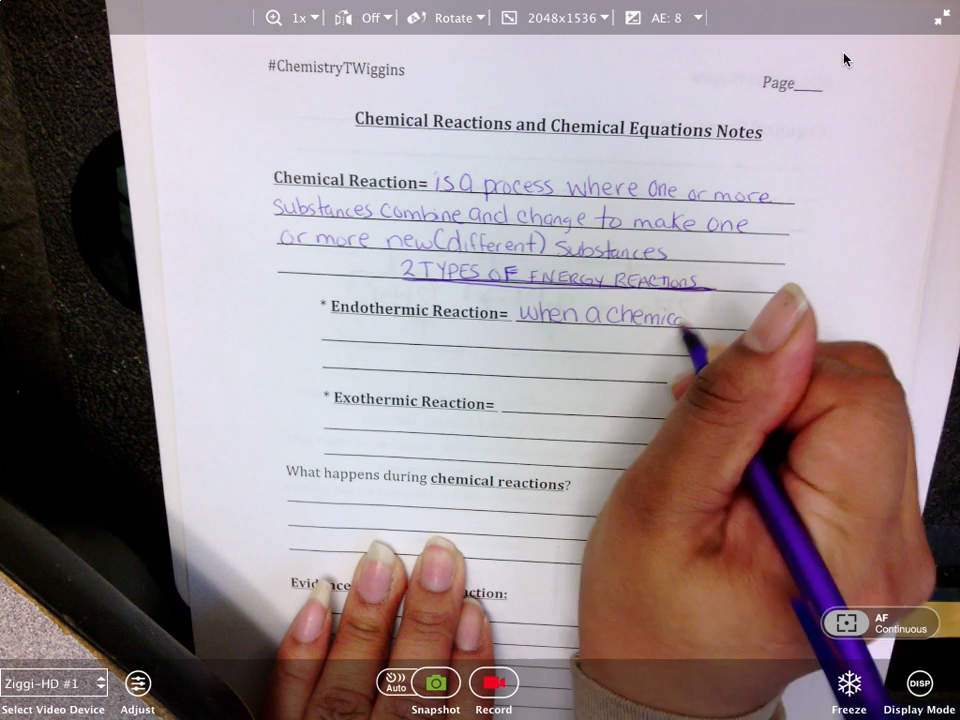 1x Off Rotate 2048x1536 AE: 8
#ChemistryTWiggins
Page____
Chemical Reactions and Chemical Equations Notes
Chemical Reaction= is a process where one or more
substances combine and change to make one
or more new(different) substances
2 TYPES OF ENERGY REACTIONS
* Endothermic Reaction= when a chemic
* Exothermic Reaction=
What happens during chemical reactions?
ction:
AF
Continuous
Ziggi-HD #1
Auto
DISP
Select Video Device Adjust Snapshot Record Freeze Display Mode